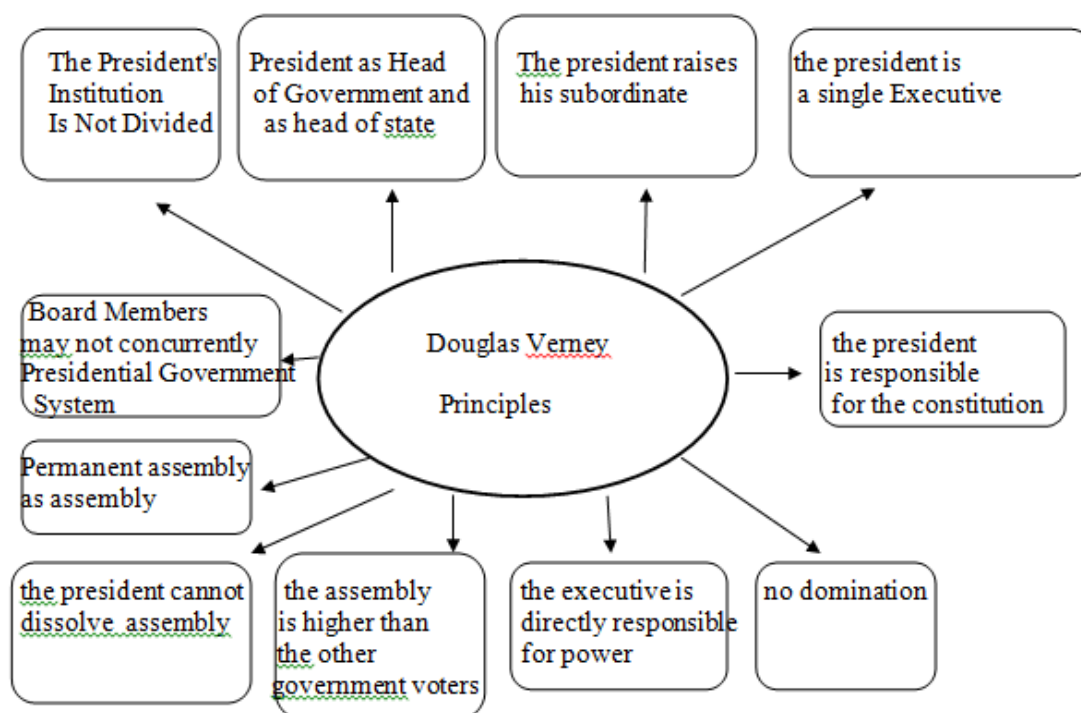 The President's
Institution
Is Not Divided
President as Head
of Government and
as head of state
The president raises
his subordinate
the president is
a single Executive
Board Members
may not concurrently
Presidential Government
System
Douglas Verney
Principles
the president
is responsible
for the constitution
Permanent assembly
as assembly
the president cannot
dissolve assembly
the assembly
is higher than
the other
government voters
the executive is
directly responsible
for power
no domination